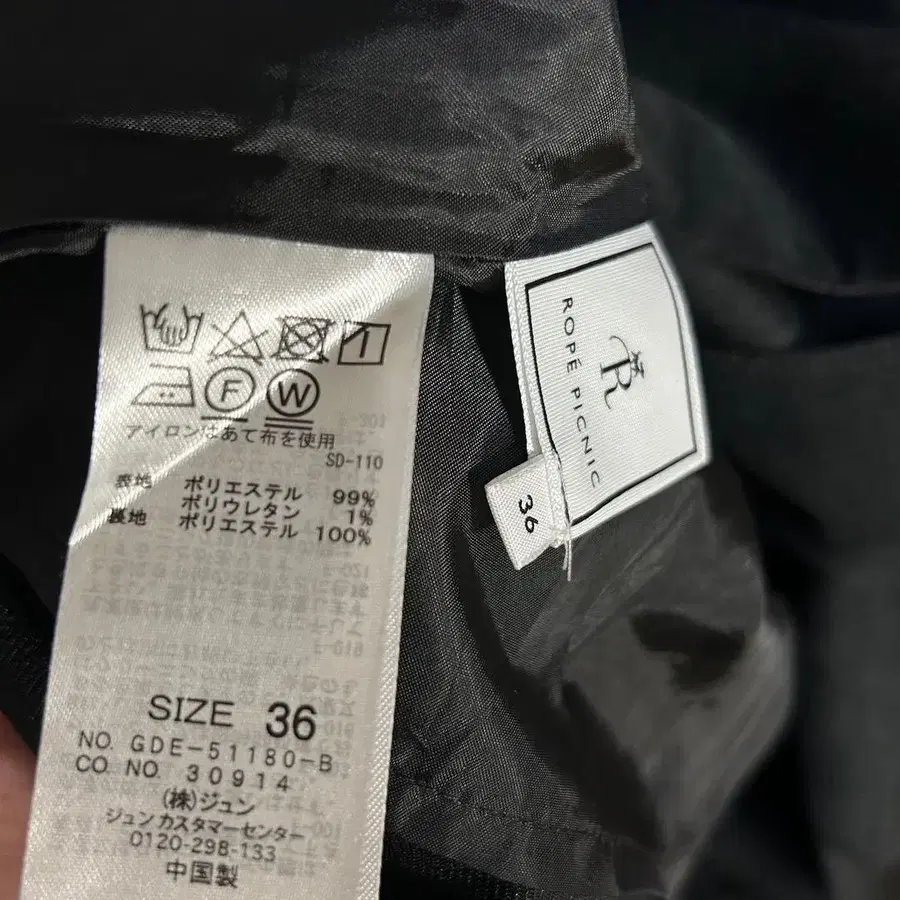 F
W
アイロンはあて布を使用
SD-110
表地 ポリエステル 99%
ポリウレタン 1%
裏地 ポリエステル 100%
SIZE 36
NO. GDE-51180-B
CO. NO. 30914
(株)ジュン
ジュンカスタマーセンター
0120-298-133
中国製
R
ROPÉ PICNIC
36